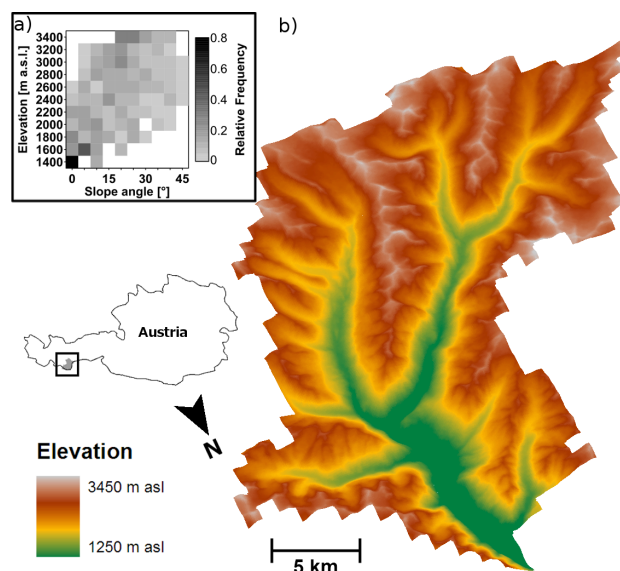 a)
b)
3400
3200
3000
2800
2600
2400
2200
2000
1800
1600
1400
Elevation [m a.s.l.]
0 15 30 45
Slope angle [°]
0.8
0.6
0.4
0.2
0
Relative Frequency
Austria
N
Elevation
3450 m asl
1250 m asl
5 km